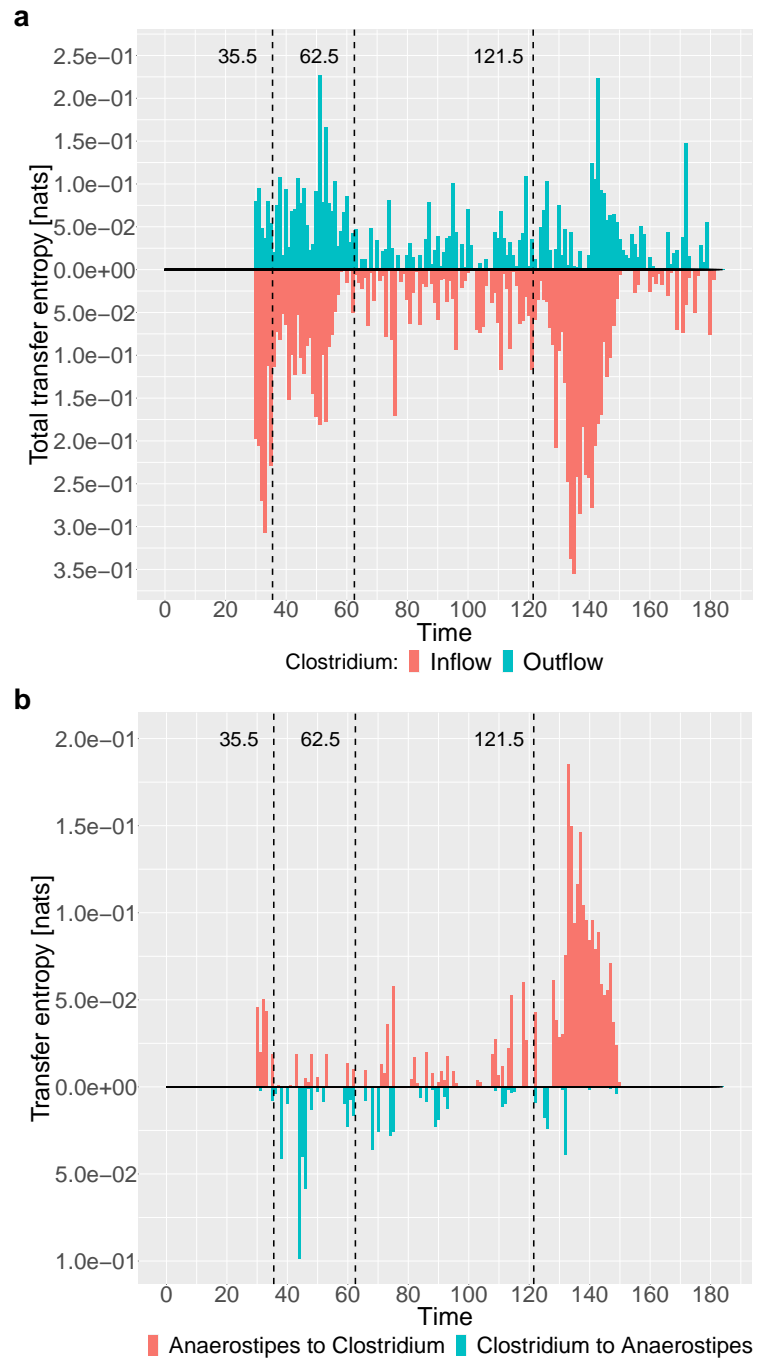 a
35.5 62.5 121.5
2.5e−01
2.0e−01
1.5e−01
1.0e−01
5.0e−02
0.0e+00
5.0e−02
1.0e−01
1.5e−01
2.0e−01
2.5e−01
3.0e−01
3.5e−01
Total transfer entropy [nats]
0 20 40 60 80 100 120 140 160 180
Time
Clostridium: Inflow Outflow
b
35.5 62.5 121.5
2.0e−01
1.5e−01
1.0e−01
5.0e−02
0.0e+00
5.0e−02
1.0e−01
Transfer entropy [nats]
0 20 40 60 80 100 120 140 160 180
Time
Anaerostipes to Clostridium Clostridium to Anaerostipes